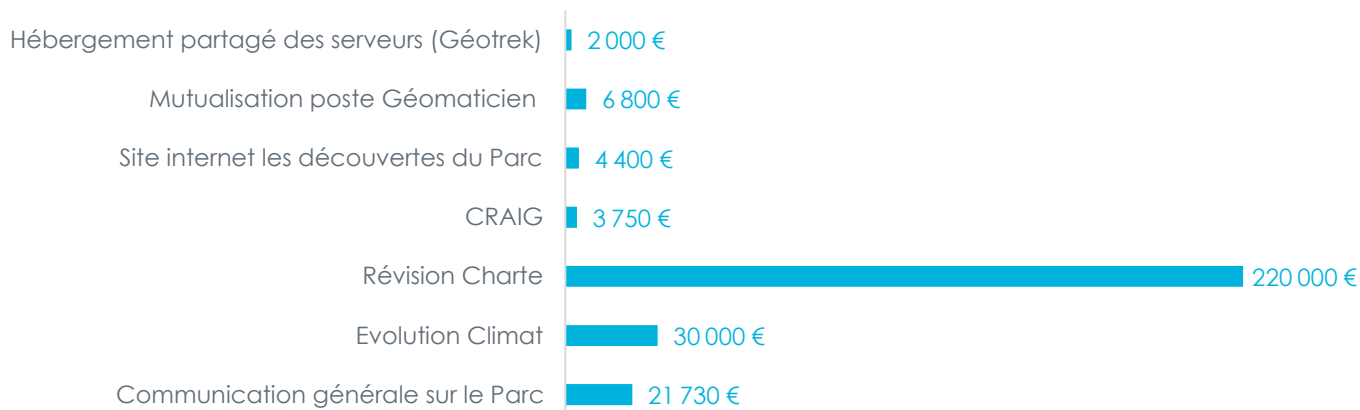 Hébergement partagé des serveurs (Géotrek) 2 000 €
Mutualisation poste Géomaticien 6 800 €
Site internet les découvertes du Parc 4 400 €
CRAIG 3 750 €
Révision Charte 220 000 €
Evolution Climat 30 000 €
Communication générale sur le Parc 21 730 €